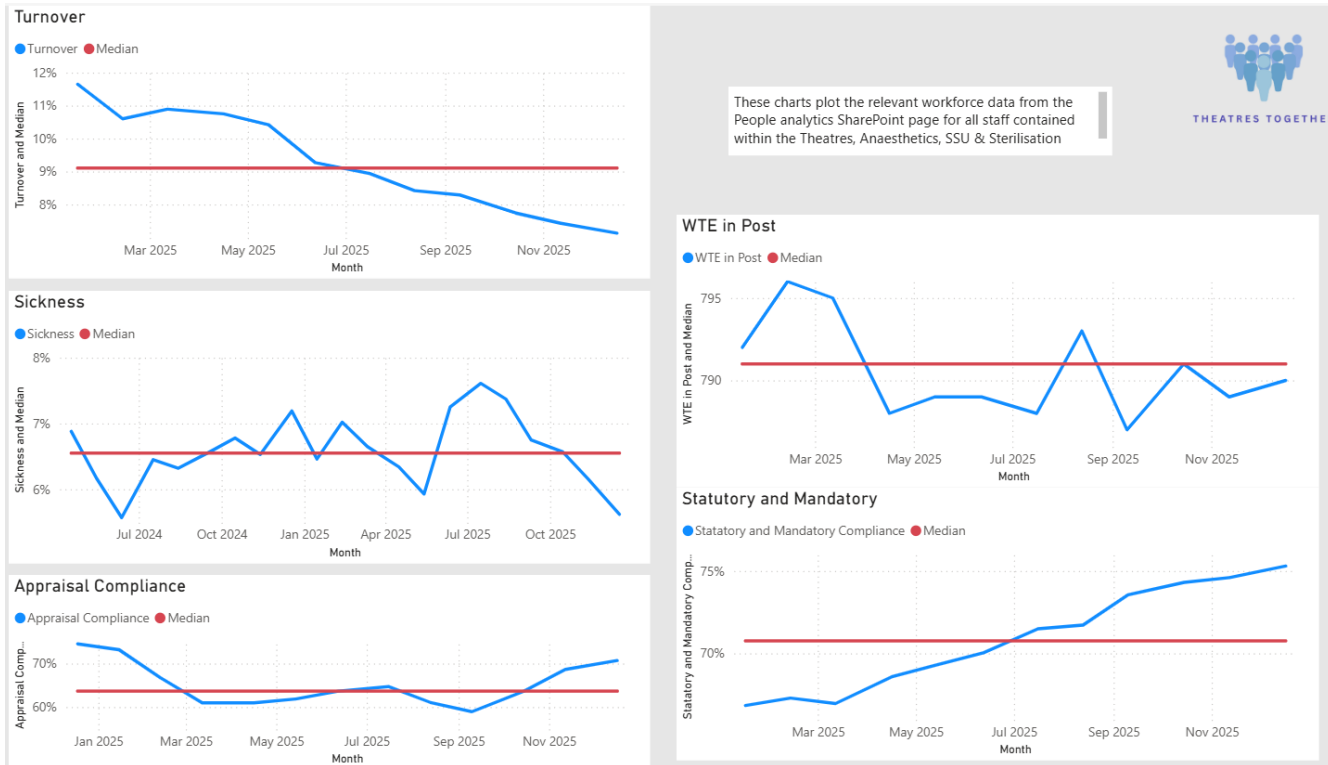 Turnover
Turnover Median
Turnover and Median
12%
11%
10%
9%
8%
Mar 2025 May 2025 Jul 2025 Sep 2025 Nov 2025
Month
These charts plot the relevant workforce data from the
People analytics SharePoint page for all staff contained
within the Theatres, Anaesthetics, SSU & Sterilisation
THEATRES TOGETHE
Sickness
Sickness Median
Sickness and Median
8%
7%
6%
Jul 2024 Oct 2024 Jan 2025 Apr 2025 Jul 2025 Oct 2025
Month
Appraisal Compliance
Appraisal Compliance Median
Appraisal Comp...
70%
60%
Jan 2025 Mar 2025 May 2025 Jul 2025 Sep 2025 Nov 2025
Month
WTE in Post
WTE in Post Median
WTE in Post and Median
795
790
Mar 2025 May 2025 Jul 2025 Sep 2025 Nov 2025
Month
Statutory and Mandatory
Statatory and Mandatory Compliance Median
Statatory and Mandatory Comp...
75%
70%
Mar 2025 May 2025 Jul 2025 Sep 2025 Nov 2025
Month